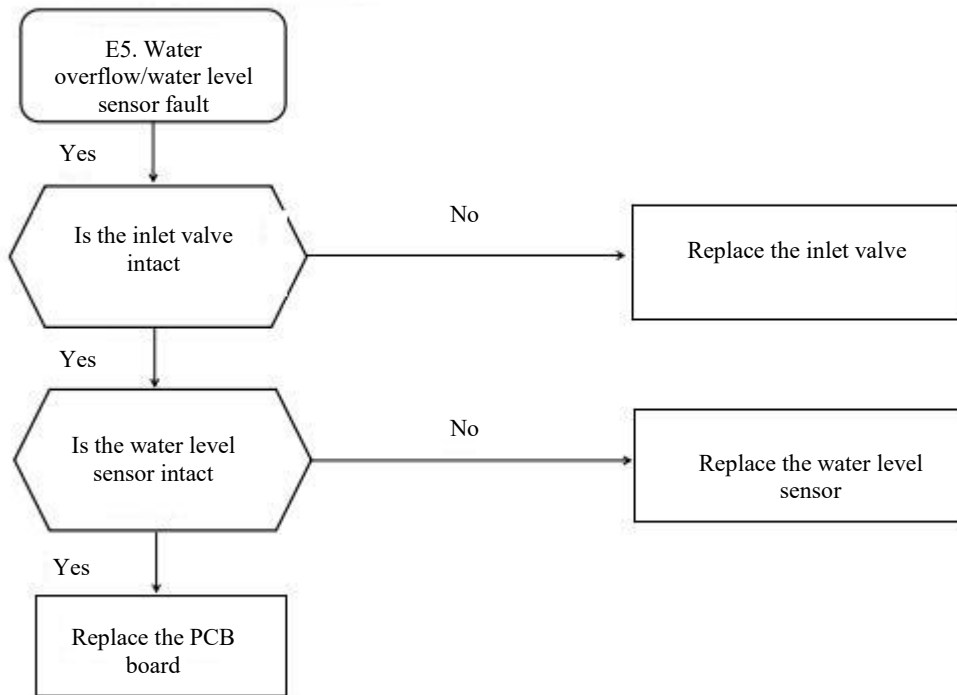 E5. Water
overflow/water level
sensor fault
Yes
Is the inlet valve
intact
No
Replace the inlet valve
Yes
Is the water level
sensor intact
No
Replace the water level
sensor
Yes
Replace the PCB
board